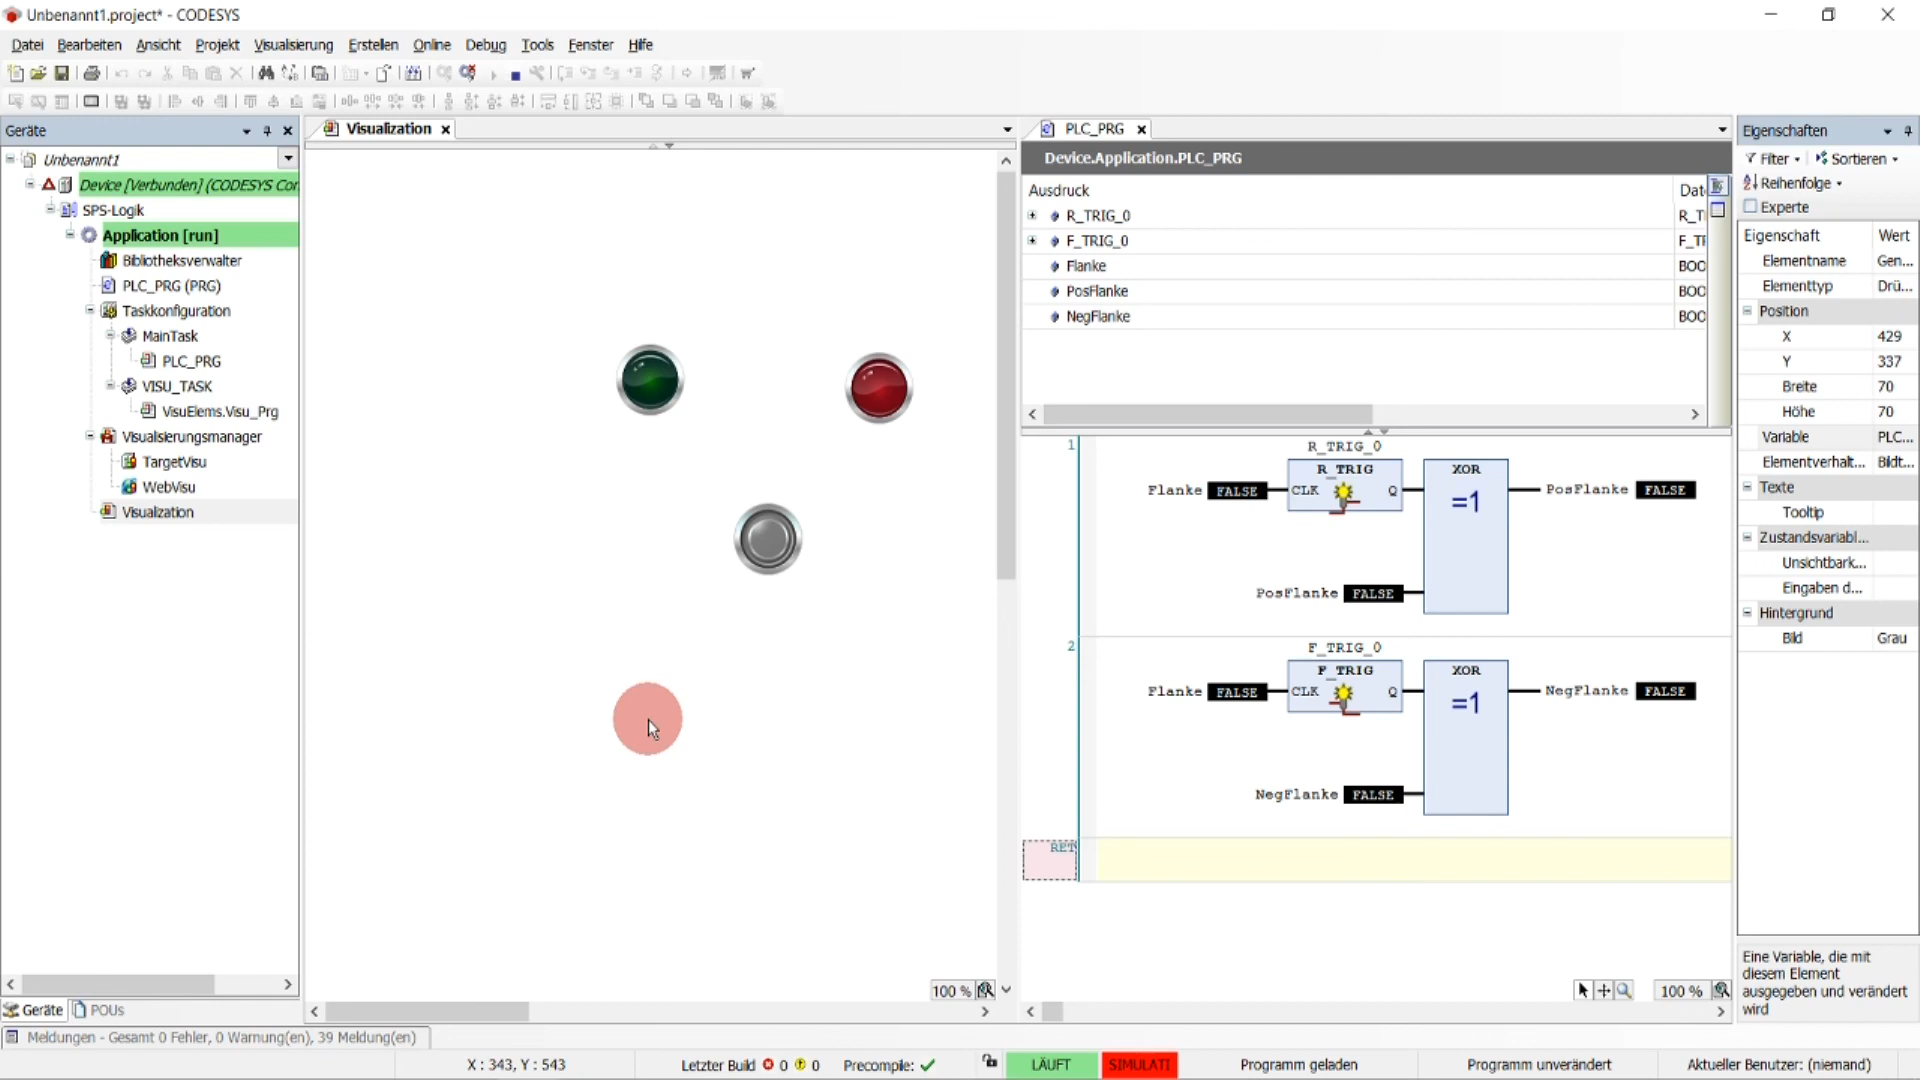 Unbenannt1.project* - CODESYS
Datei Bearbeiten Ansicht Projekt Visualisierung Erstellen Online Debug Tools Fenster Hilfe
Geräte
Unbenannt1
Device [Verbunden] (CODESYS Con
SPS-Logik
Application [run]
Bibliotheksverwalter
PLC_PRG (PRG)
Taskkonfiguration
MainTask
PLC_PRG
VISU_TASK
VisuElems.Visu_Prg
Visualisierungsmanager
TargetVisu
WebVisu
Visualization
Geräte POUs
Visualization
100 %
PLC_PRG
Device.Application.PLC_PRG
Ausdruck Dat
R_TRIG_0 R_T
F_TRIG_0
Flanke BOO
PosFlanke BOO
NegFlanke BOO
1
R_TRIG_0
R_TRIG XOR
Flanke FALSE CLK Q =1 PosFlanke FALSE
PosFlanke FALSE
2
F_TRIG_0
F_TRIG XOR
Flanke FALSE CLK Q =1 NegFlanke FALSE
NegFlanke FALSE
RET
100 %
Eigenschaften
Filter Sortieren
Reihenfolge
Experte
Eigenschaft Wert
Elementname Gen...
Elementtyp Drü...
Position
X 429
Y 337
Breite 70
Höhe 70
Variable PLC...
Elementverhalt... Bildt...
Texte
Tooltip
Zustandsvariabl...
Unsichtbark...
Eingaben d...
Hintergrund
Bild Grau
Eine Variable, die mit
diesem Element
ausgegeben und verändert
wird
Meldungen - Gesamt 0 Fehler, 0 Warnung(en), 39 Meldung(en)
X : 343, Y : 543 Letzter Build 0 0 Precompile: LÄUFT SIMULATI Programm geladen Programm unverändert Aktueller Benutzer: (niemand)